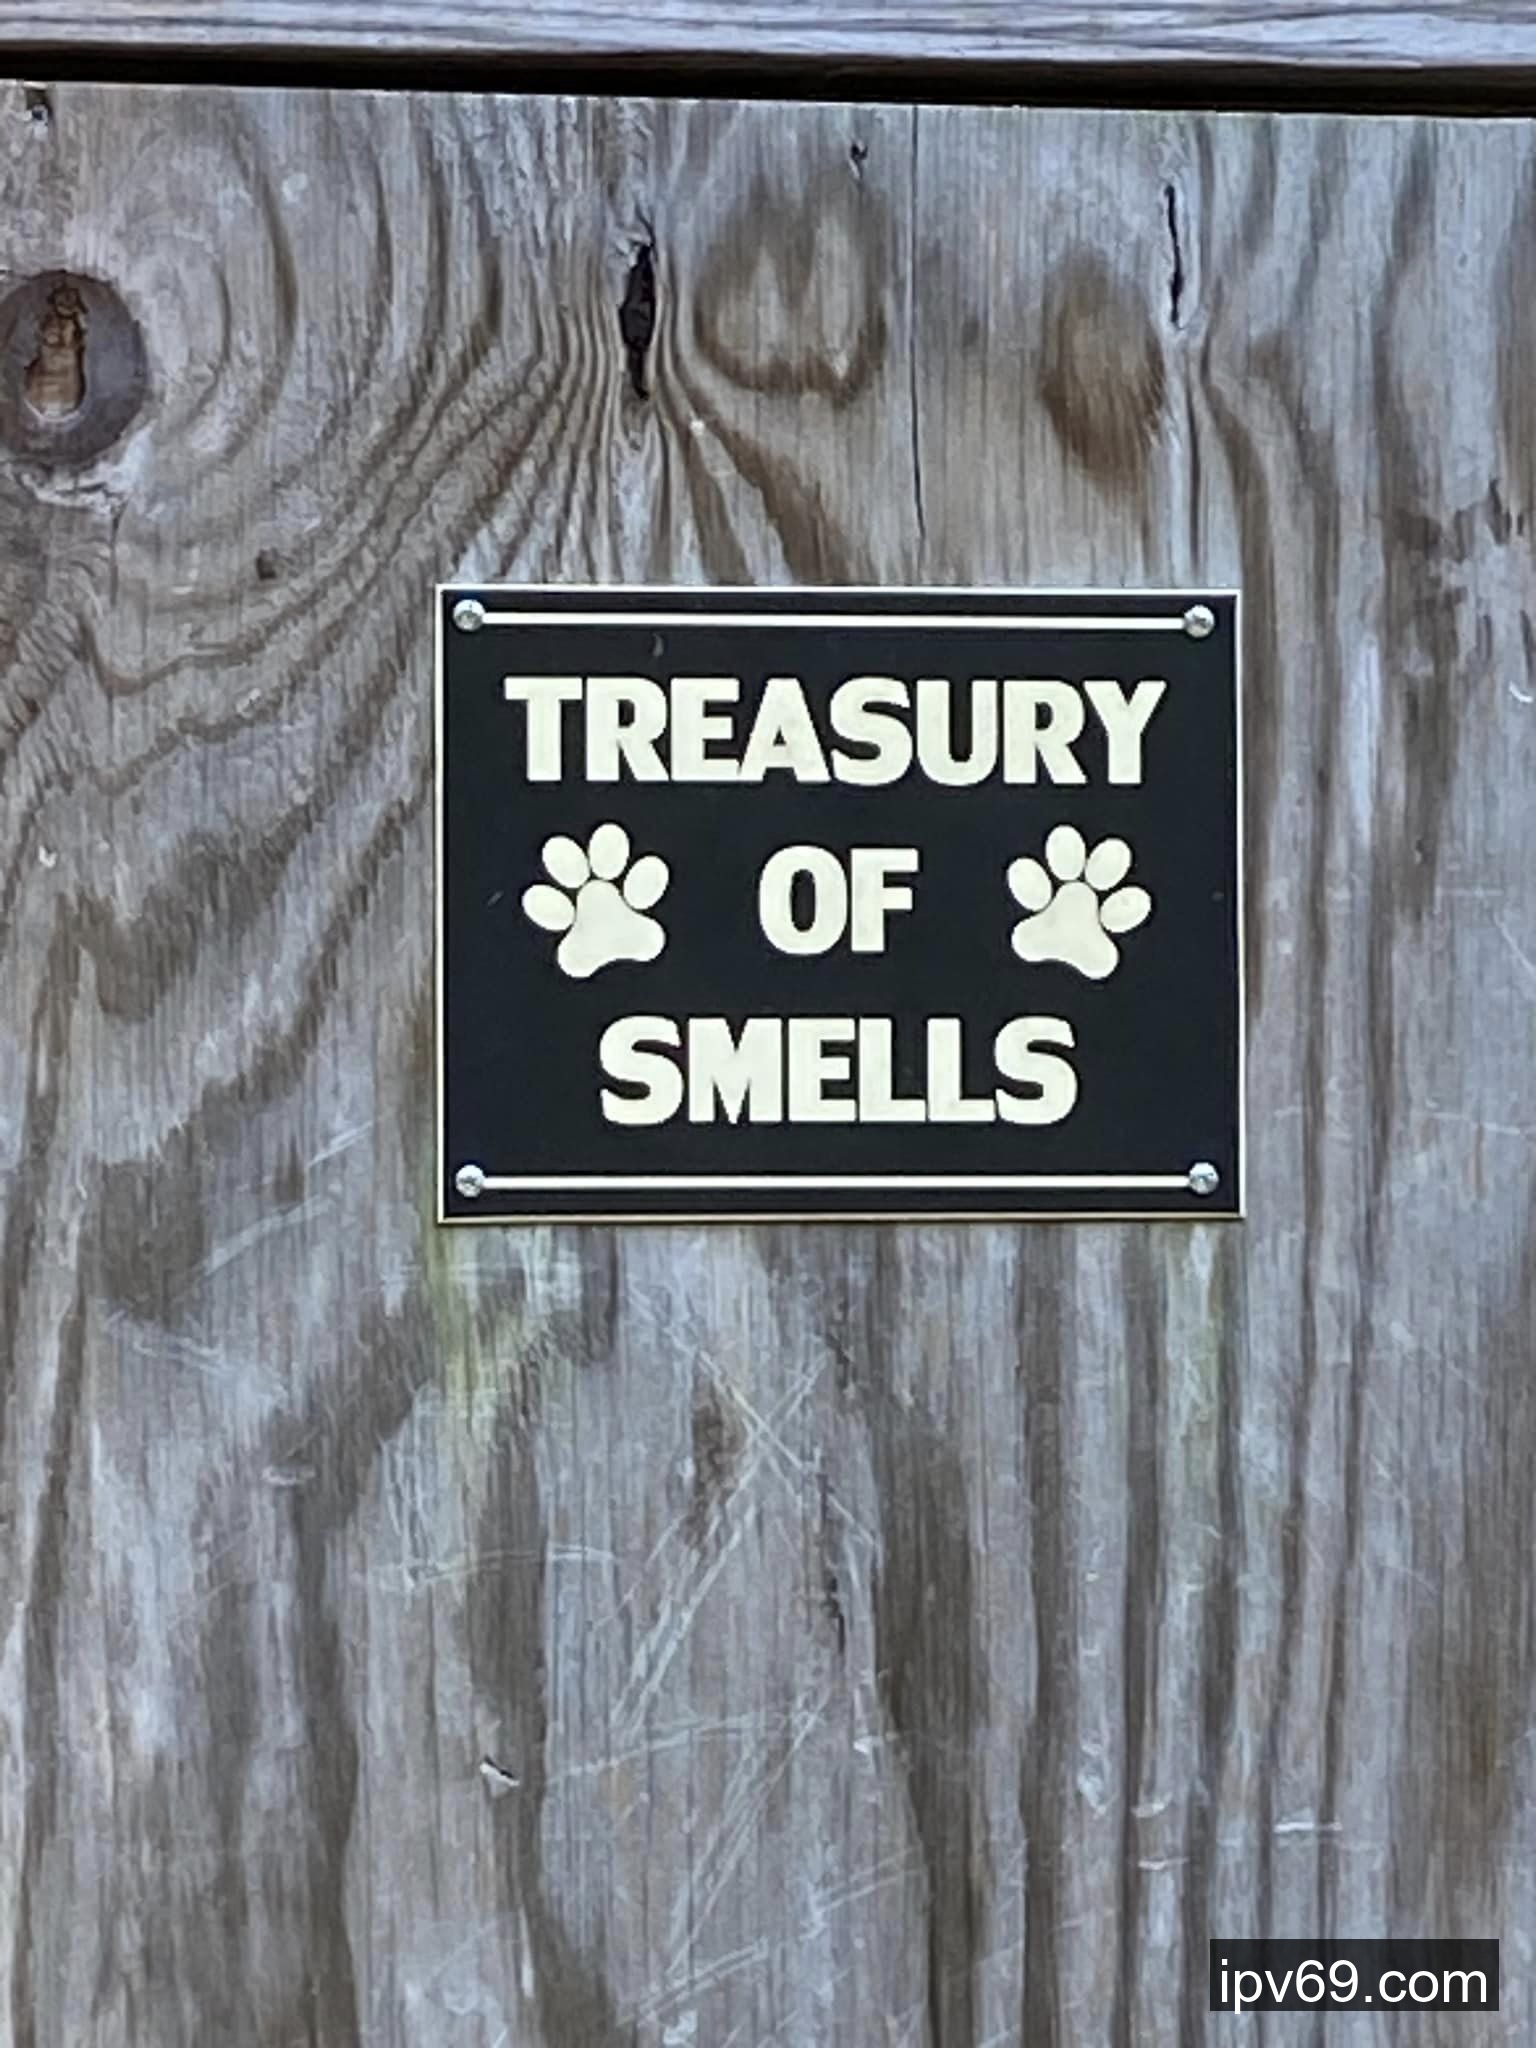 TREASURY
OF
SMELLS
ipv69.com